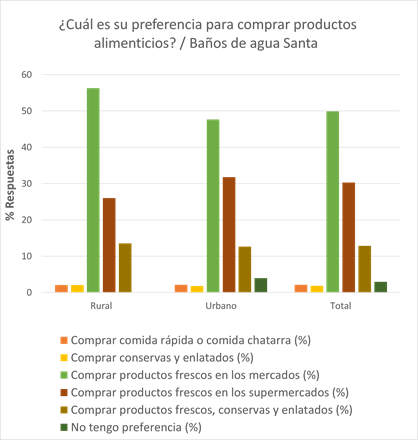 ¿Cuál es su preferencia para comprar productos
alimenticios? / Baños de agua Santa
% Respuestas
60
50
40
30
20
10
0
Rural
Urbano
Total
Comprar comida rápida o comida chatarra (%)
Comprar conservas y enlatados (%)
Comprar productos frescos en los mercados (%)
Comprar productos frescos en los supermercados (%)
Comprar productos frescos, conservas y enlatados (%)
No tengo preferencia (%)